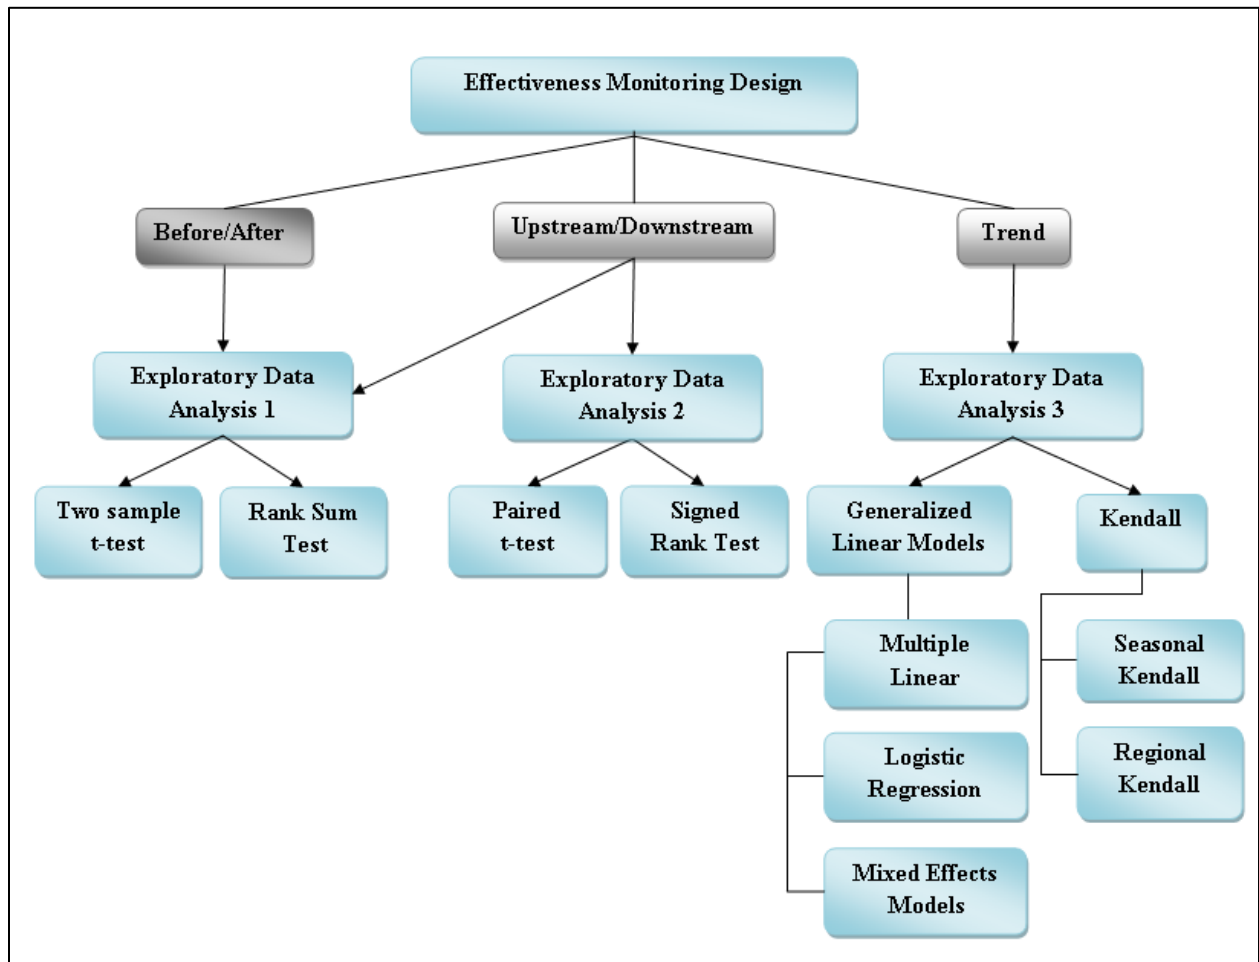 Effectiveness Monitoring Design
Before/After
Upstream/Downstream
Trend
Exploratory Data
Analysis 1
Exploratory Data
Analysis 2
Exploratory Data
Analysis 3
Two sample
t-test
Rank Sum
Test
Paired
t-test
Signed
Rank Test
Generalized
Linear Models
Kendall
Multiple
Linear
Seasonal
Kendall
Logistic
Regression
Regional
Kendall
Mixed Effects
Models